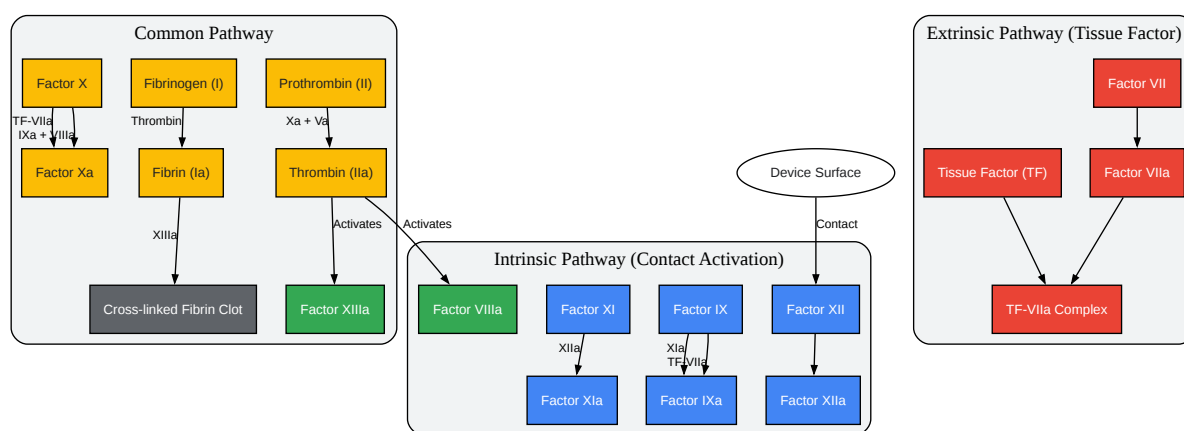 Common Pathway
Extrinsic Pathway (Tissue Factor)
Factor X
Fibrinogen (I)
Prothrombin (II)
Factor VII
TF-VIIa
IXa + VIIIa
Thrombin
Xa + Va
Factor Xa
Fibrin (Ia)
Thrombin (IIa)
Device Surface
Tissue Factor (TF)
Factor VIIa
XIIIa
Activates
Activates
Contact
Intrinsic Pathway (Contact Activation)
Cross-linked Fibrin Clot
Factor XIIIa
Factor VIIIa
Factor XI
Factor IX
Factor XII
TF-VIIa Complex
XIIa
XIa
TF-VIIa
Factor XIa
Factor IXa
Factor XIIa